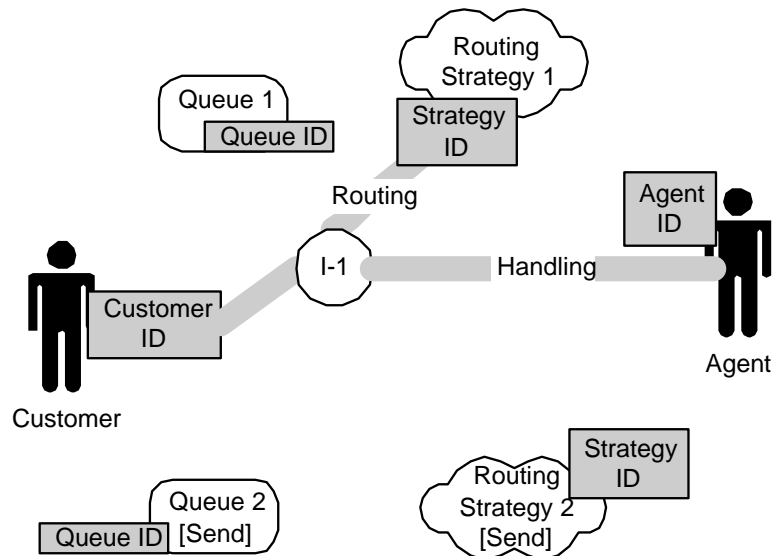 Routing
Strategy 1
Queue 1
Queue ID
Strategy
ID
Routing
Agent
ID
I-1
Handling
Customer
ID
Agent
Customer
Strategy
ID
Routing
Strategy 2
[Send]
Queue 2
[Send]
Queue ID